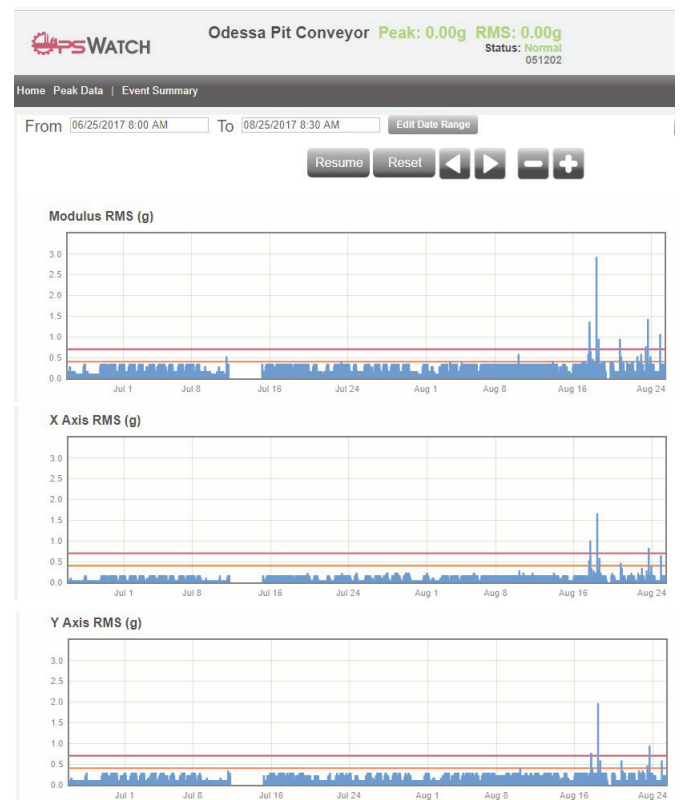 OPSWATCH
Odessa Pit Conveyor Peak: 0.00g RMS: 0.00g
Status: Normal
051202
Home Peak Data | Event Summary
From 06/25/2017 8:00 AM To 08/25/2017 8:30 AM Edit Date Range
Resume Reset
Modulus RMS (g)
3.0
2.5
2.0
1.5
1.0
0.5
0.0
Jul 1 Jul 8 Jul 16 Jul 24 Aug 1 Aug 8 Aug 16 Aug 24
X Axis RMS (g)
3.0
2.5
2.0
1.5
1.0
0.5
0.0
Jul 1 Jul 8 Jul 16 Jul 24 Aug 1 Aug 8 Aug 16 Aug 24
Y Axis RMS (g)
3.0
2.5
2.0
1.5
1.0
0.5
0.0
Jul 1 Jul 8 Jul 16 Jul 24 Aug 1 Aug 8 Aug 16 Aug 24